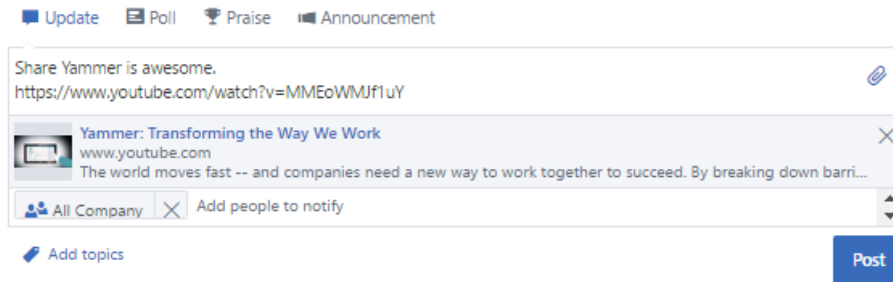 Update Poll Praise Announcement
Share Yammer is awesome.
https://www.youtube.com/watch?v=MMEoWMJf1uY
Yammer: Transforming the Way We Work
www.youtube.com
The world moves fast -- and companies need a new way to work together to succeed. By breaking down barri...
All Company Add people to notify
Add topics
Post